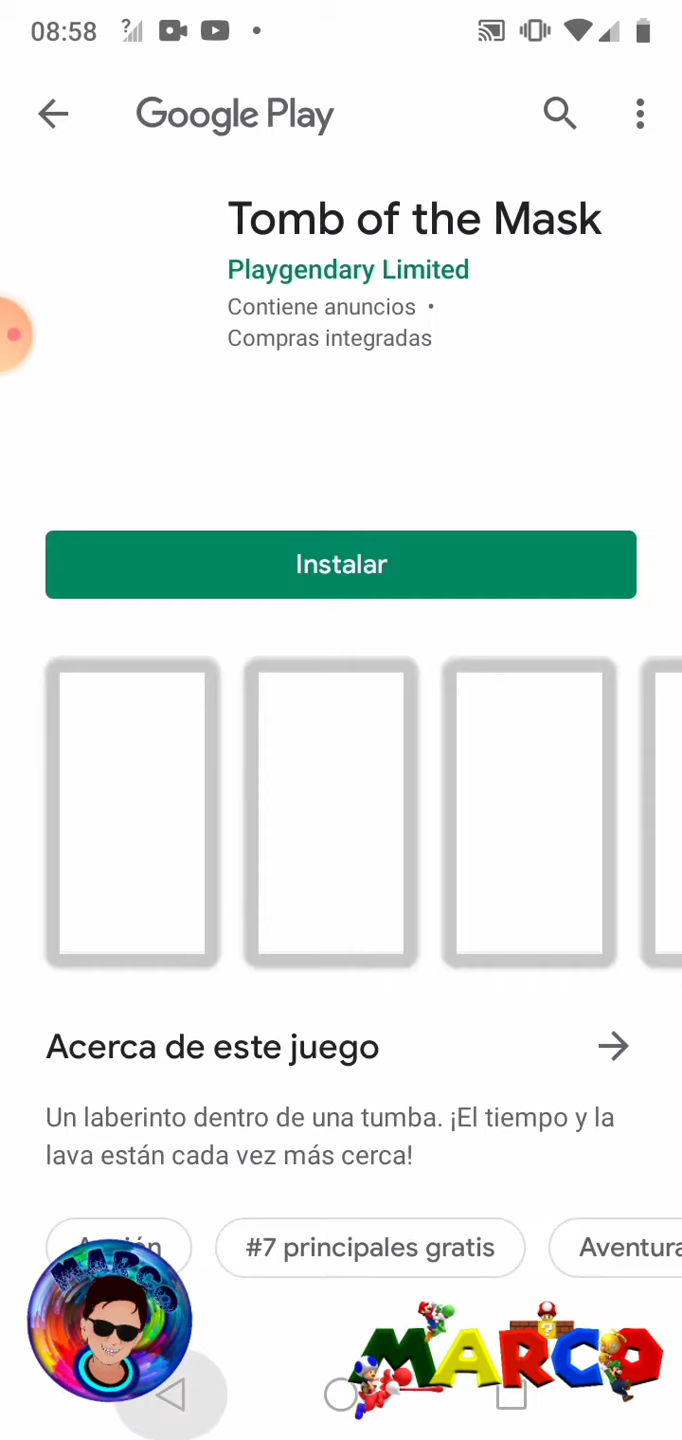 08:58
Google Play
Tomb of the Mask
Playgendary Limited
Contiene anuncios •
Compras integradas
Instalar
Acerca de este juego
Un laberinto dentro de una tumba. ¡El tiempo y la
lava están cada vez más cerca!
#7 principales gratis
Aventura
MARCO
MARCO